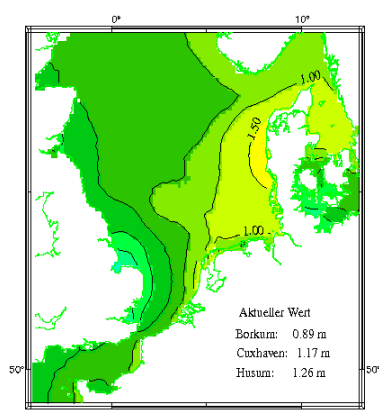 0° 10°
1.00
1.50
1.00
Aktueller Wert
Borkum: 0.89 m
Cuxhaven: 1.17 m
Husum: 1.26 m
50° 50°